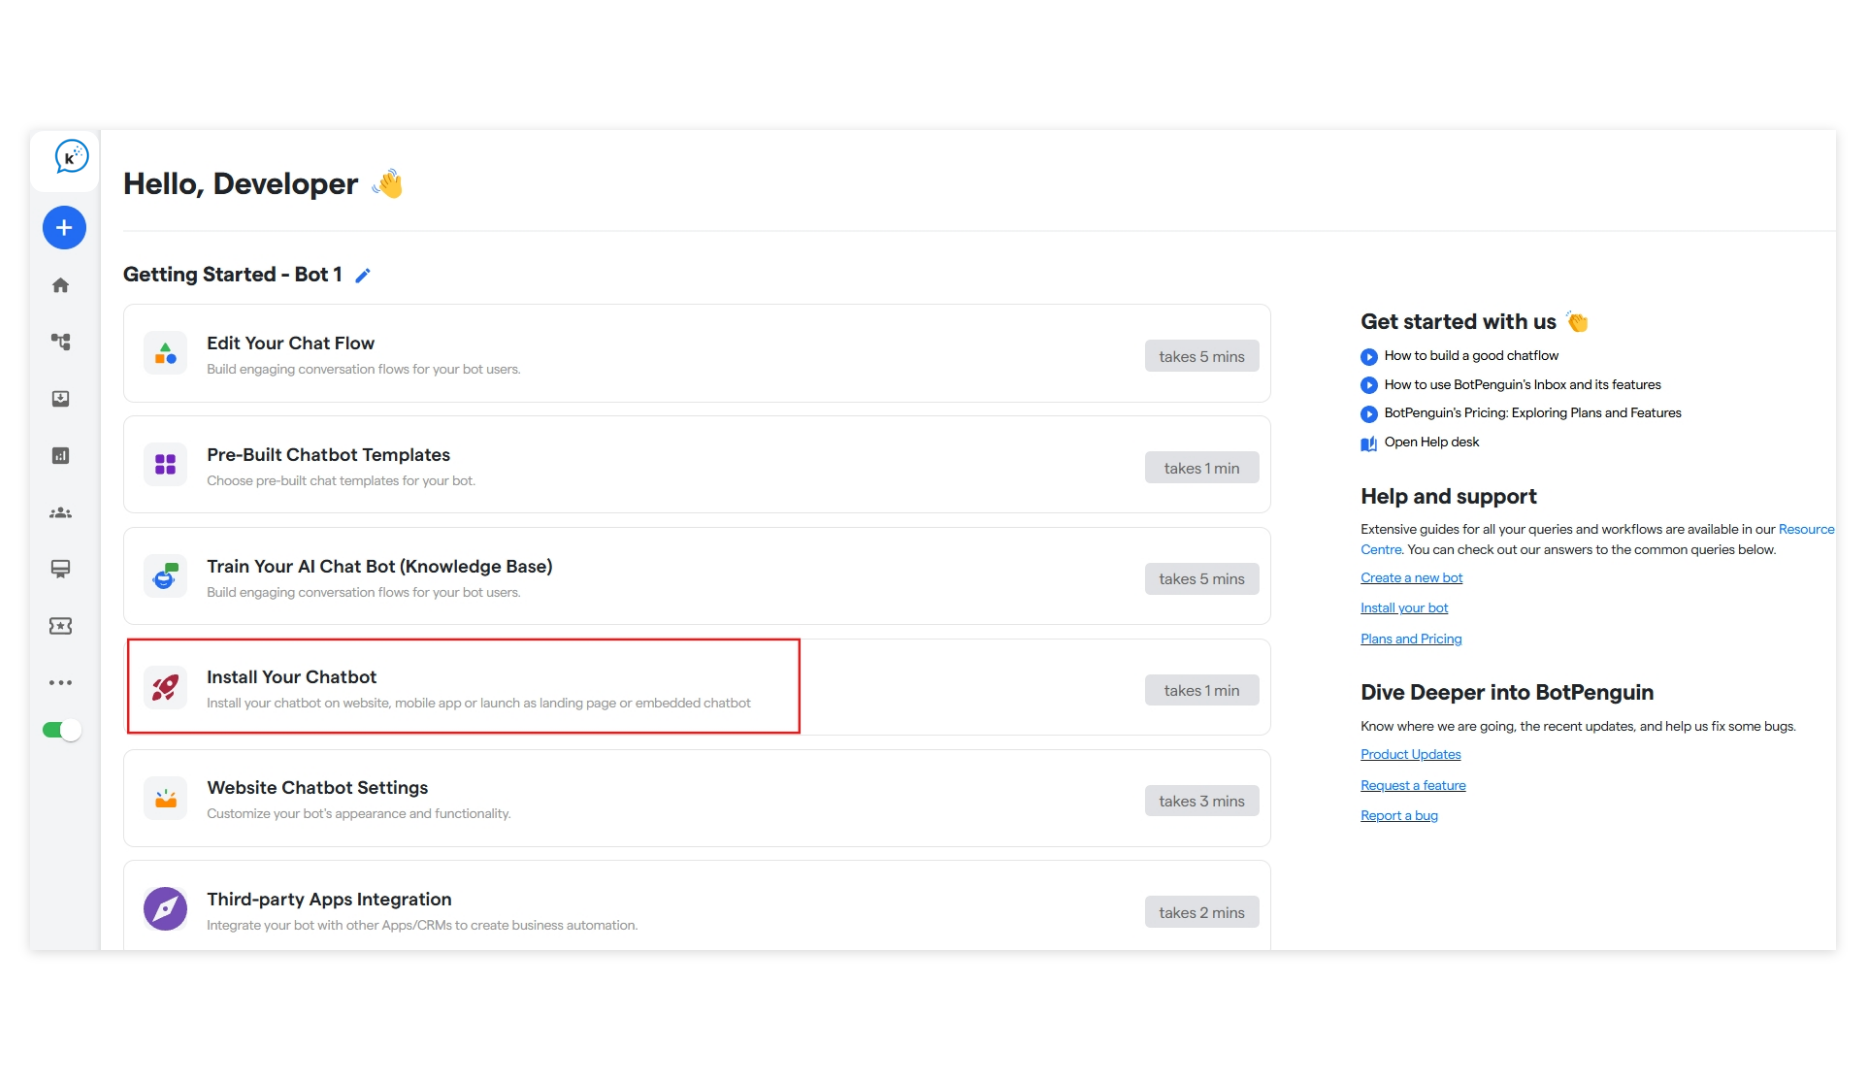 K
Hello, Developer
Getting Started - Bot 1
Edit Your Chat Flow
Build engaging conversation flows for your bot users.
takes 5 mins
Pre-Built Chatbot Templates
Choose pre-built chat templates for your bot.
takes 1 min
Train Your AI Chat Bot (Knowledge Base)
Build engaging conversation flows for your bot users.
takes 5 mins
Install Your Chatbot
Install your chatbot on website, mobile app or launch as landing page or embedded chatbot
takes 1 min
Website Chatbot Settings
Customize your bot's appearance and functionality.
takes 3 mins
Third-party Apps Integration
Integrate your bot with other Apps/CRMs to create business automation.
takes 2 mins
Get started with us
How to build a good chatflow
How to use BotPenguin's Inbox and its features
BotPenguin's Pricing: Exploring Plans and Features
Open Help desk
Help and support
Extensive guides for all your queries and workflows are available in our Resource
Centre. You can check out our answers to the common queries below.
Create a new bot
Install your bot
Plans and Pricing
Dive Deeper into BotPenguin
Know where we are going, the recent updates, and help us fix some bugs.
Product Updates
Request a feature
Report a bug